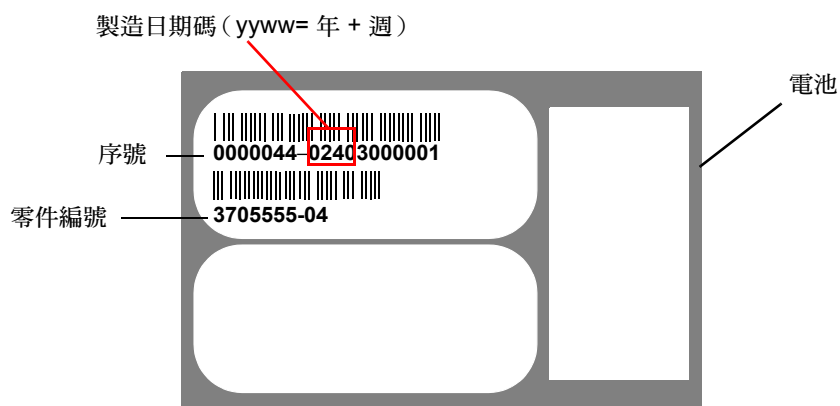 製造日期碼（yyww= 年 + 週）
電池
序號
0000044–02403000001
零件編號
3705555-04